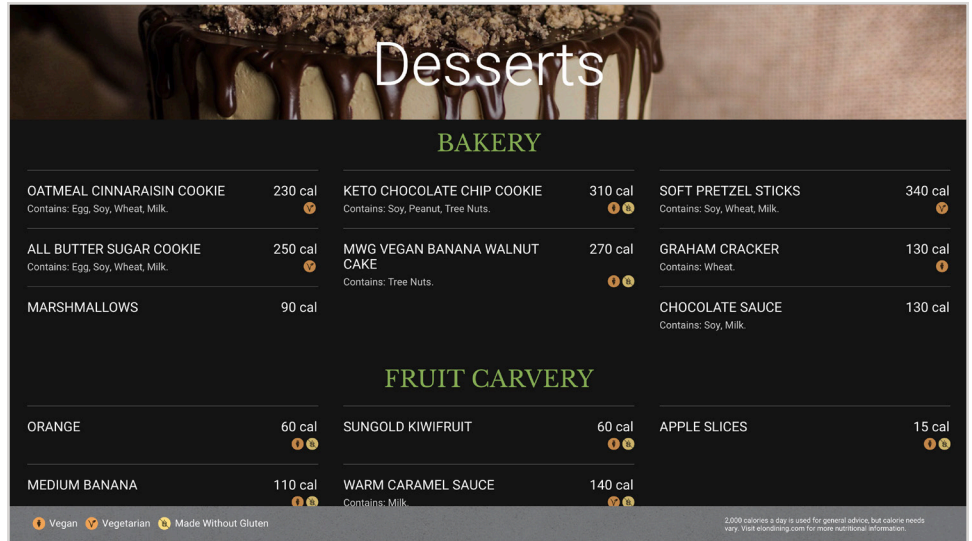 Desserts
BAKERY
OATMEAL CINNARAISIN COOKIE 230 cal
Contains: Egg, Soy, Wheat, Milk.
ALL BUTTER SUGAR COOKIE 250 cal
Contains: Egg, Soy, Wheat, Milk.
MARSHMALLOWS 90 cal
KETO CHOCOLATE CHIP COOKIE 310 cal
Contains: Soy, Peanut, Tree Nuts.
MWG VEGAN BANANA WALNUT 270 cal
CAKE
Contains: Tree Nuts.
SOFT PRETZEL STICKS 340 cal
Contains: Soy, Wheat, Milk.
GRAHAM CRACKER 130 cal
Contains: Wheat.
CHOCOLATE SAUCE 130 cal
Contains: Soy, Milk.
FRUIT CARVERY
ORANGE 60 cal
MEDIUM BANANA 110 cal
SUNGOLD KIWIFRUIT 60 cal
WARM CARAMEL SAUCE 140 cal
Contains: Milk.
APPLE SLICES 15 cal
Vegan Vegetarian Made Without Gluten
2,000 calories a day is used for general advice, but calorie needs
vary. Visit elondining.com for more nutritional information.